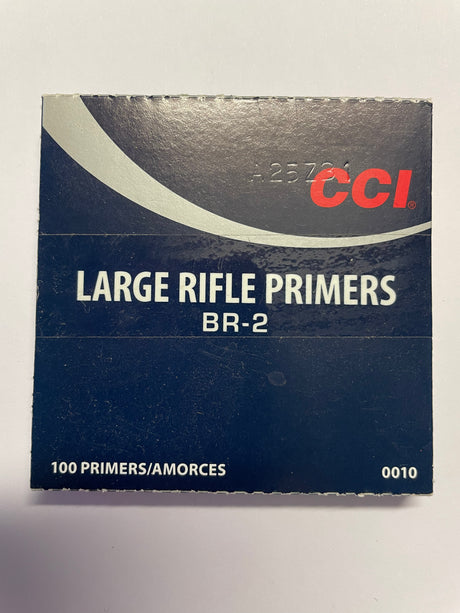 CCI®
LARGE RIFLE PRIMERS
BR-2
100 PRIMERS/AMORCES
0010